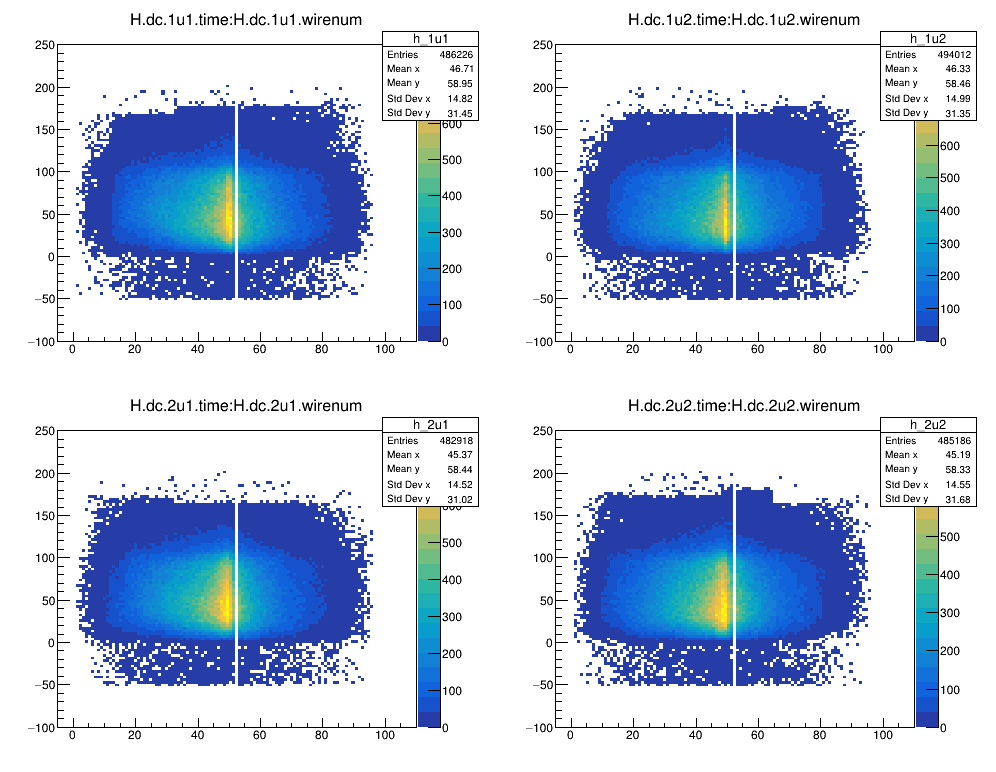 H.dc.1u1.time:H.dc.1u1.wirenum
h_1u1
Entries 486226
Mean x 46.71
Mean y 58.95
Std Dev x 14.82
Std Dev y 31.45
250
200
150
100
50
0
−50
−100
0 20 40 60 80 100
600
500
400
300
200
100
0
H.dc.1u2.time:H.dc.1u2.wirenum
h_1u2
Entries 494012
Mean x 46.33
Mean y 58.46
Std Dev x 14.99
Std Dev y 31.35
250
200
150
100
50
0
−50
−100
0 20 40 60 80 100
600
500
400
300
200
100
0
H.dc.2u1.time:H.dc.2u1.wirenum
h_2u1
Entries 482918
Mean x 45.37
Mean y 58.44
Std Dev x 14.52
Std Dev y 31.02
250
200
150
100
50
0
−50
−100
0 20 40 60 80 100
600
500
400
300
200
100
0
H.dc.2u2.time:H.dc.2u2.wirenum
h_2u2
Entries 485186
Mean x 45.19
Mean y 58.33
Std Dev x 14.55
Std Dev y 31.68
250
200
150
100
50
0
−50
−100
0 20 40 60 80 100
500
400
300
200
100
0